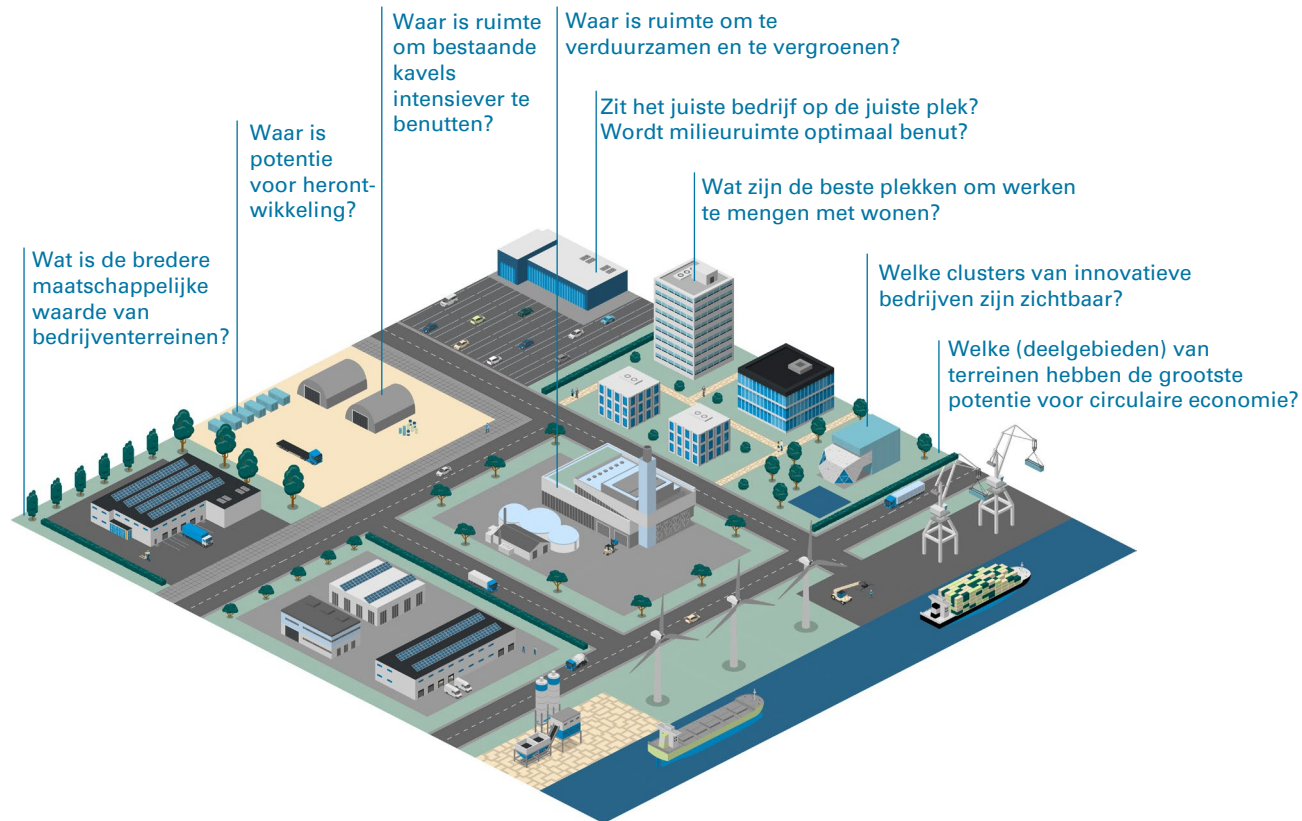 Waar is ruimte
om bestaande
kavels
intensiever te
benutten?
Waar is ruimte om te
verduurzamen en te vergroenen?
Zit het juiste bedrijf op de juiste plek?
Wordt milieuruimte optimaal benut?
Waar is
potentie
voor heront-
wikkeling?
Wat zijn de beste plekken om werken
te mengen met wonen?
Wat is de bredere
maatschappelijke
waarde van
bedrijventerreinen?
Welke clusters van innovatieve
bedrijven zijn zichtbaar?
Welke (deelgebieden) van
terreinen hebben de grootste
potentie voor circulaire economie?